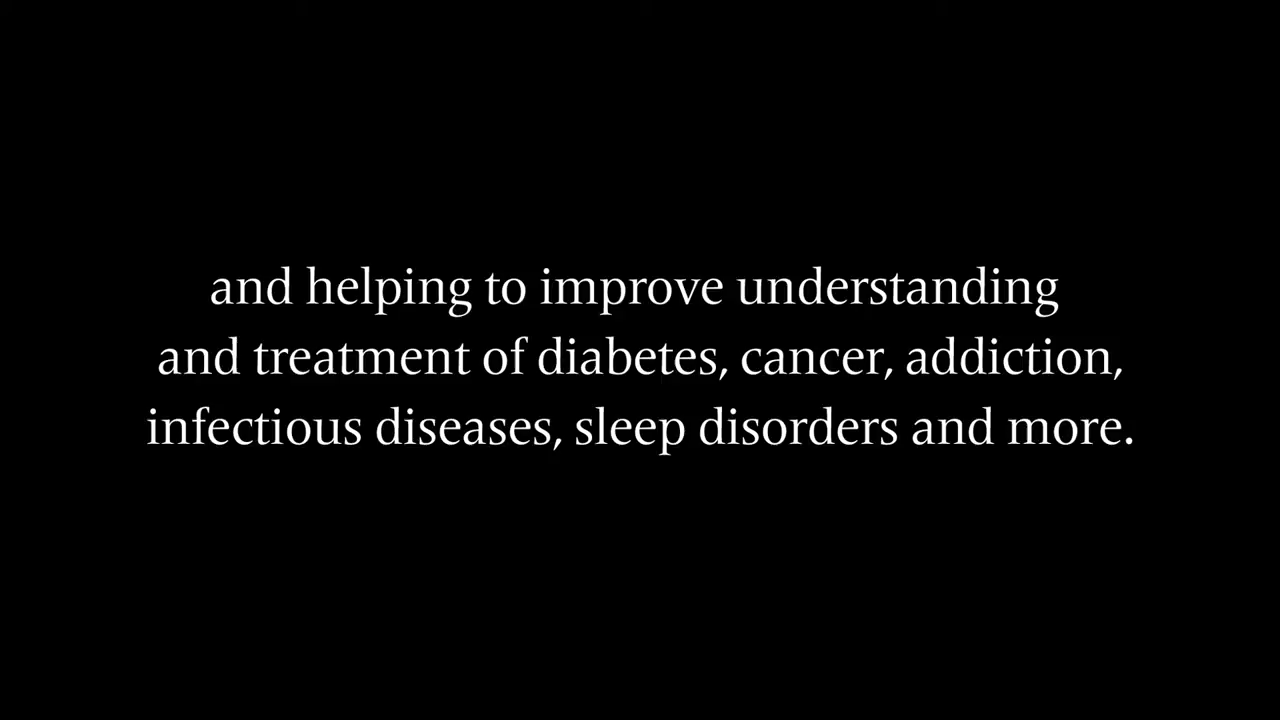 and helping to improve understanding
and treatment of diabetes, cancer, addiction,
infectious diseases, sleep disorders and more.